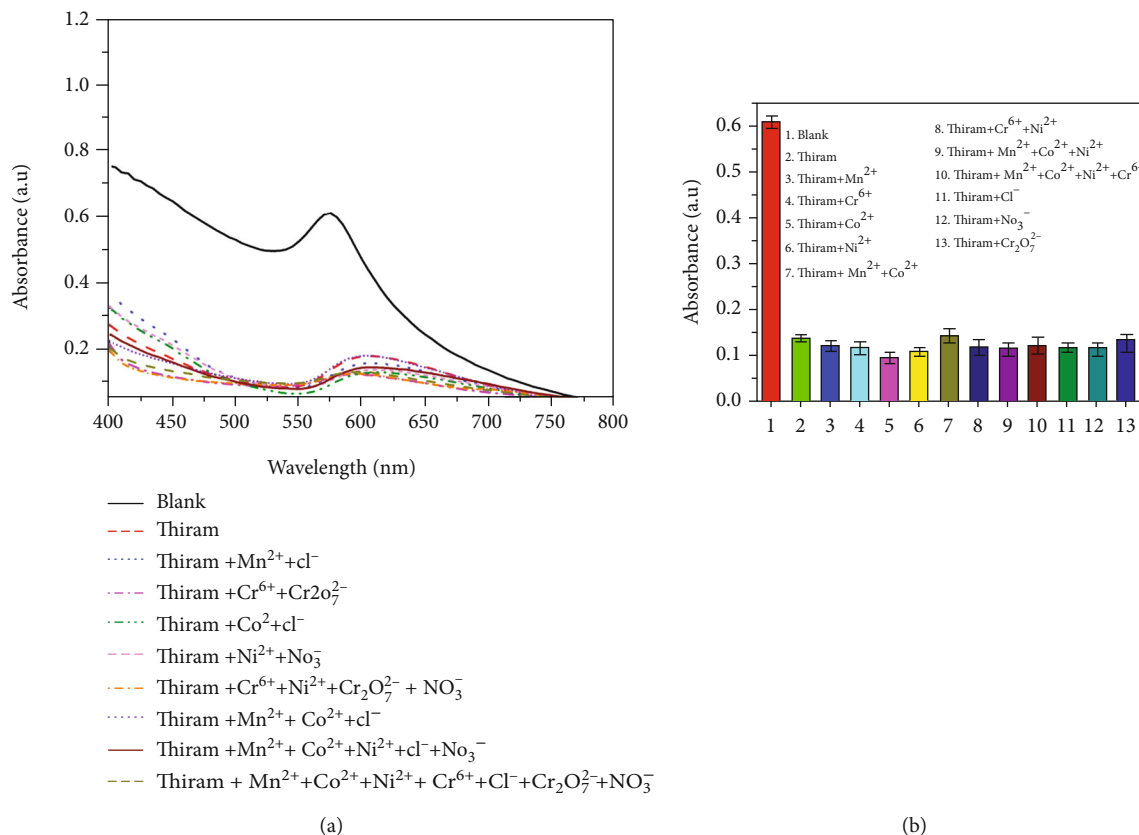 1.2
1.0
0.8
0.6
0.4
0.2
Absorbance (a.u)
400 450 500 550 600 650 700 750 800
Wavelength (nm)
Blank
Thiram
Thiram +Mn²⁺+cl⁻
Thiram +Cr⁶⁺+Cr2o₇²⁻
Thiram +Co²+cl⁻
Thiram +Ni²⁺+No₃⁻
Thiram +Cr⁶⁺+Ni²⁺+Cr₂O₇²⁻ + NO₃⁻
Thiram +Mn²⁺+ Co²⁺+cl⁻
Thiram +Mn²⁺+ Co²⁺+Ni²⁺+cl⁻+No₃⁻
Thiram + Mn²⁺+Co²⁺+Ni²⁺+ Cr⁶⁺+Cl⁻+Cr₂O₇²⁻+NO₃⁻
(a)
0.6
0.5
0.4
0.3
0.2
0.1
0.0
Absorbance (a.u)
1. Blank
2. Thiram
3. Thiram+Mn²⁺
4. Thiram+Cr⁶⁺
5. Thiram+Co²⁺
6. Thiram+Ni²⁺
7. Thiram+ Mn²⁺+Co²⁺
8. Thiram+Cr⁶⁺+Ni²⁺
9. Thiram+ Mn²⁺+Co²⁺+Ni²⁺
10. Thiram+ Mn²⁺+Co²⁺+Ni²⁺+Cr⁶⁺
11. Thiram+Cl⁻
12. Thiram+No₃⁻
13. Thiram+Cr₂O₇²⁻
1 2 3 4 5 6 7 8 9 10 11 12 13
(b)